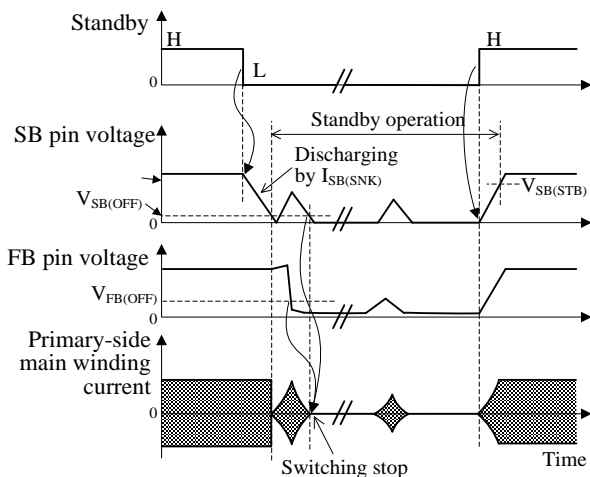 Standby
H
H
L
0
Standby operation
SB pin voltage
Discharging
by I_SB(SNK)
V_SB(OFF)
V_SB(STB)
0
FB pin voltage
V_FB(OFF)
0
Primary-side
main winding
current
0
Time
Switching stop